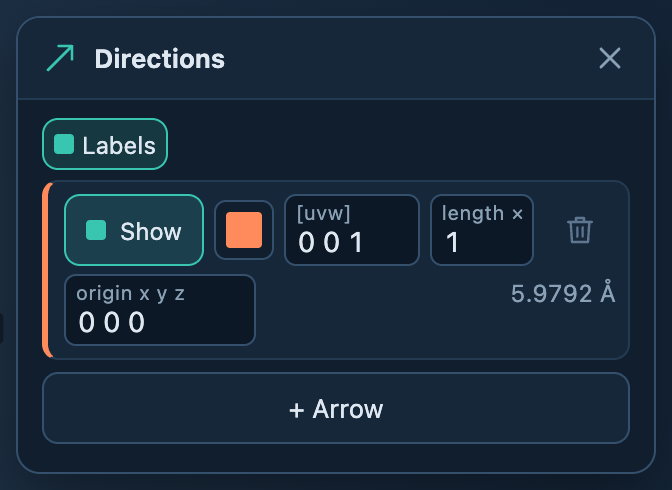 Directions
Labels
Show
[uvw]
0 0 1
length ×
1
origin x y z
0 0 0
5.9792 Å
+ Arrow